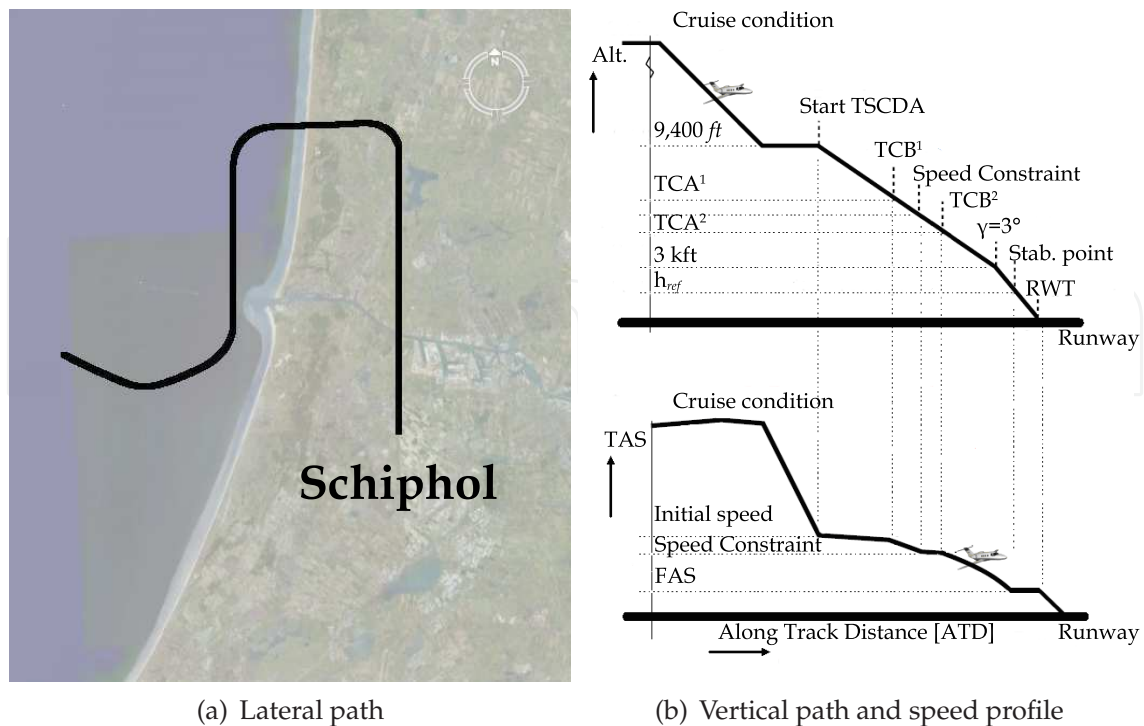 N
Schiphol
(a) Lateral path
Cruise condition
Alt.
Start TSCDA
9,400 ft
TCB¹
Speed Constraint
TCA¹
TCB²
TCA²
γ=3°
3 kft
Stab. point
h_ref
RWT
Runway
Cruise condition
TAS
Initial speed
Speed Constraint
FAS
Along Track Distance [ATD]
Runway
(b) Vertical path and speed profile